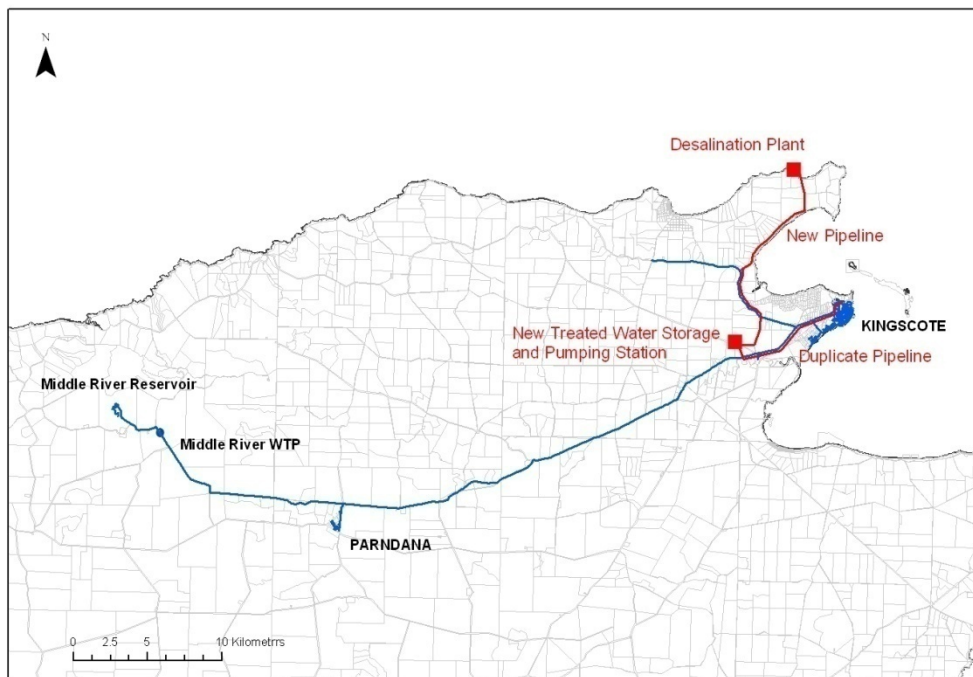 N
Desalination Plant
New Pipeline
New Treated Water Storage
and Pumping Station
KINGSCOTE
Duplicate Pipeline
Middle River Reservoir
Middle River WTP
PARNDANA
0 2.5 5 10 Kilometrrs